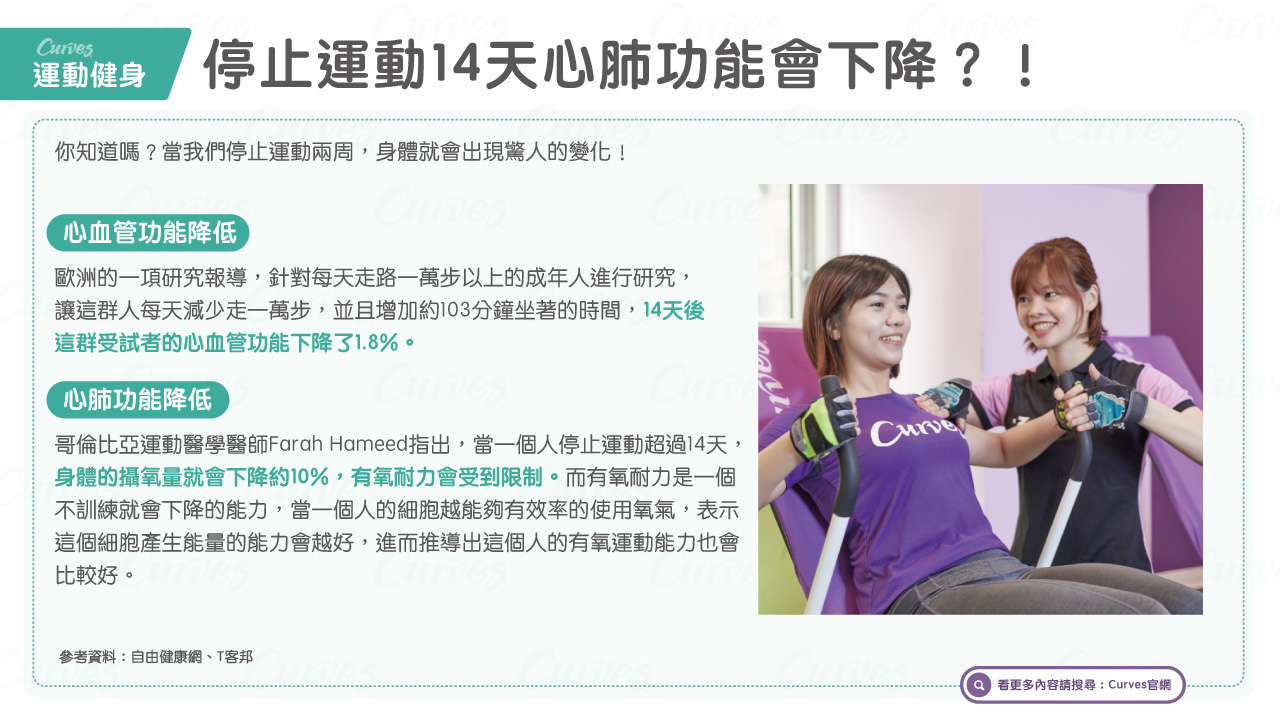 Curves
運動健身
停止運動14天心肺功能會下降？！
你知道嗎？當我們停止運動兩周，身體就會出現驚人的變化！
心血管功能降低
歐洲的一項研究報導，針對每天走路一萬步以上的成年人進行研究，
讓這群人每天減少走一萬步，並且增加約103分鐘坐著的時間，14天後
這群受試者的心血管功能下降了1.8%。
心肺功能降低
哥倫比亞運動醫學醫師Farah Hameed指出，當一個人停止運動超過14天，
身體的攝氧量就會下降約10%，有氧耐力會受到限制。而有氧耐力是一個
不訓練就會下降的能力，當一個人的細胞越能夠有效率的使用氧氣，表示
這個細胞產生能量的能力會越好，進而推導出這個人的有氧運動能力也會
比較好。
Curves
參考資料：自由健康網、T客邦
看更多內容請搜尋：Curves官網